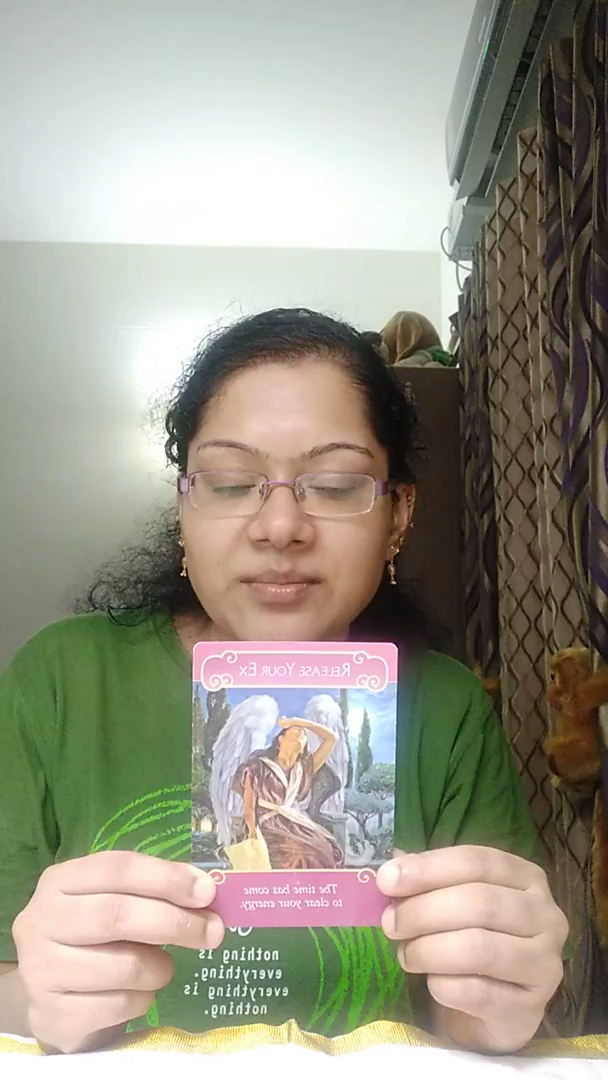 Release Your Ex
The time has come
to clear your energy.
nothing is
everything.
everything is
nothing.